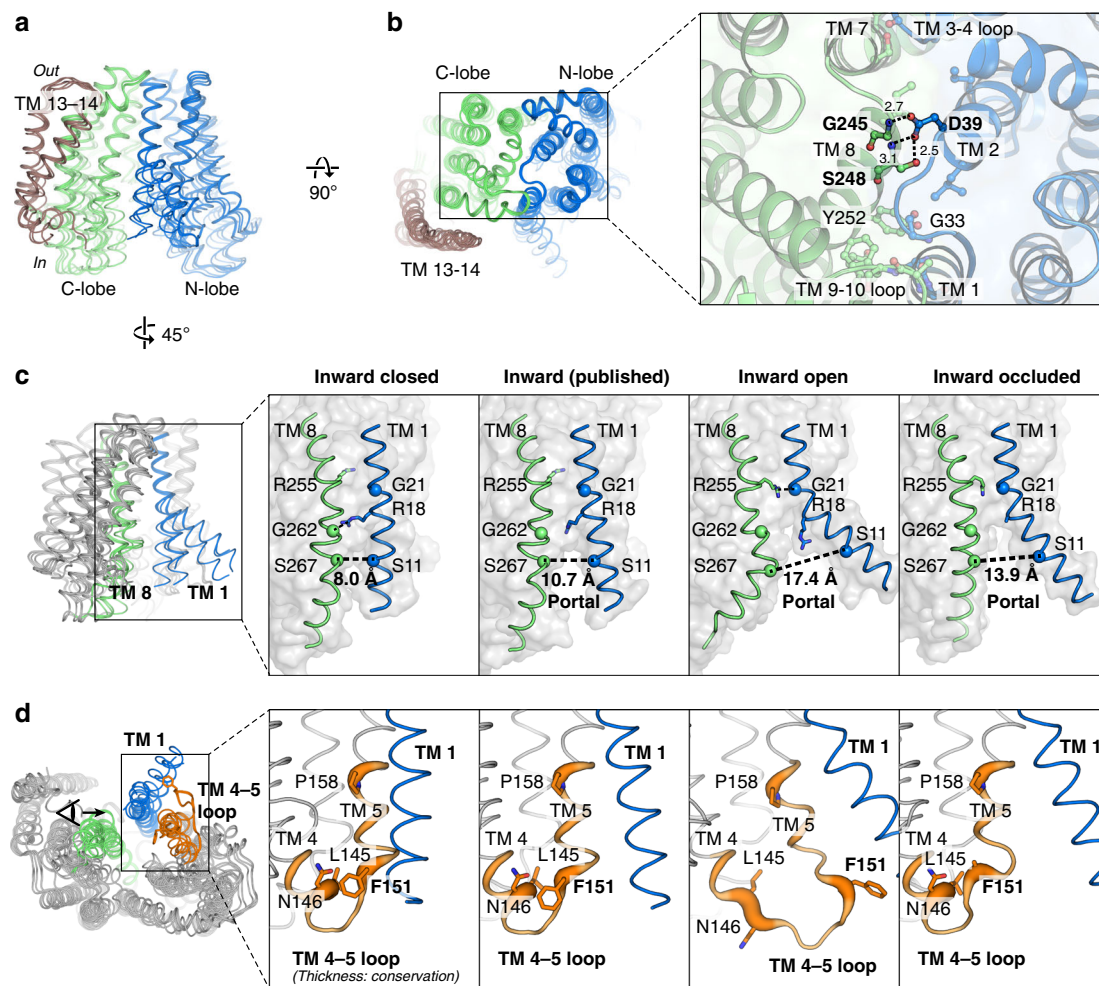 a
Out
TM 13–14
In
C-lobe
N-lobe
45°
90°
b
C-lobe
N-lobe
TM 13-14
TM 7
TM 3-4 loop
2.7
G245
D39
TM 8
TM 2
3.1
2.5
S248
Y252
G33
TM 9-10 loop
TM 1
c
TM 8
TM 1
Inward closed
Inward (published)
Inward open
Inward occluded
TM 8
TM 1
R255
G21
R18
G262
S267
S11
8.0 Å
TM 8
TM 1
R255
G21
R18
G262
S267
S11
10.7 Å
Portal
TM 8
TM 1
R255
G21
R18
G262
S11
S267
17.4 Å
Portal
TM 8
TM 1
R255
G21
R18
G262
S11
S267
13.9 Å
Portal
d
TM 1
TM 4–5
loop
TM 1
P158
TM 5
TM 4
L145
F151
N146
TM 4–5 loop
(Thickness: conservation)
TM 1
P158
TM 5
TM 4
L145
F151
N146
TM 4–5 loop
TM 1
P158
TM 5
TM 4
L145
F151
N146
TM 4–5 loop
TM 1
P158
TM 5
TM 4
L145
F151
N146
TM 4–5 loop